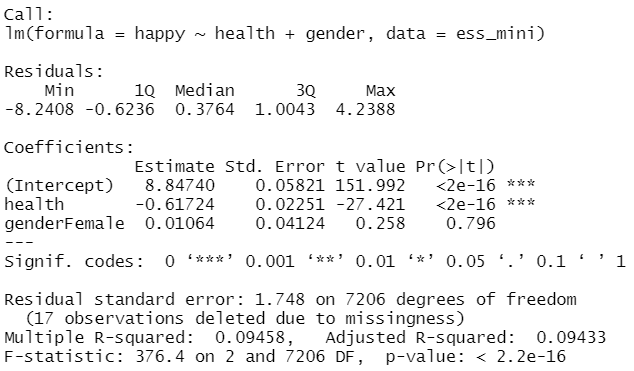 Call:
lm(formula = happy ~ health + gender, data = ess_mini)
Residuals:
Min 1Q Median 3Q Max
-8.2408 -0.6236 0.3764 1.0043 4.2388
Coefficients:
Estimate Std. Error t value Pr(>|t|)
(Intercept) 8.84740 0.05821 151.992 <2e-16 ***
health -0.61724 0.02251 -27.421 <2e-16 ***
genderFemale 0.01064 0.04124 0.258 0.796
---
Signif. codes: 0 ‘***’ 0.001 ‘**’ 0.01 ‘*’ 0.05 ‘.’ 0.1 ‘ ’ 1
Residual standard error: 1.748 on 7206 degrees of freedom
(17 observations deleted due to missingness)
Multiple R-squared: 0.09458, Adjusted R-squared: 0.09433
F-statistic: 376.4 on 2 and 7206 DF, p-value: < 2.2e-16